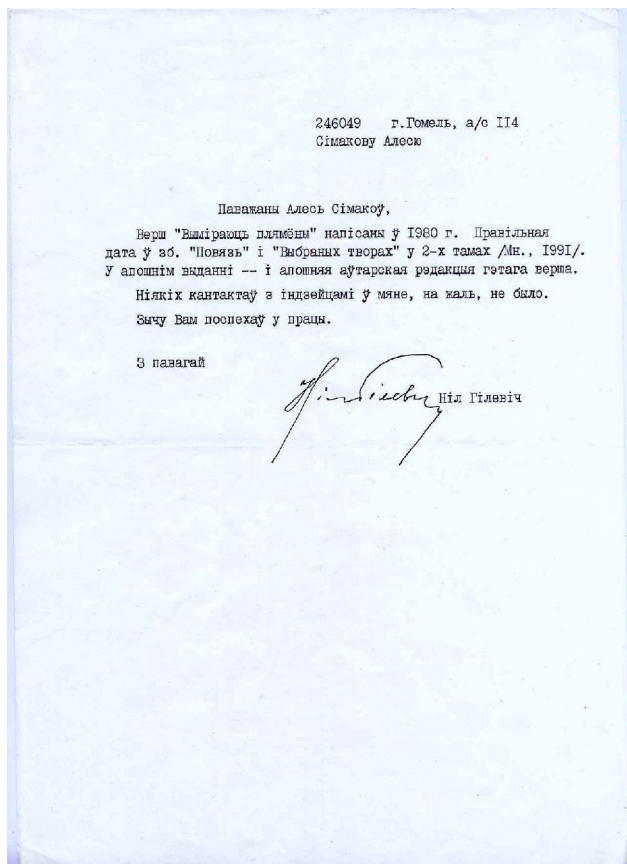 246049 г.Гомель, а/с II4
Сімакову Алесю
Паважаны Алесь Сімакоў,
Верш "Выміраюць плямёны" напісаны ў 1980 г. Правільная
дата ў зб. "Повязь" і "Выбраных творах" у 2-х тамах /Мн., 1991/.
У апошнім выданні -- і апошняя аўтарская рэдакцыя гэтага верша.
Ніякіх кантактаў з індзейцамі ў мяне, на жаль, не было.
Зычу Вам поспехаў у працы.
З павагай
Ніл Гілевіч Ніл Гілевіч